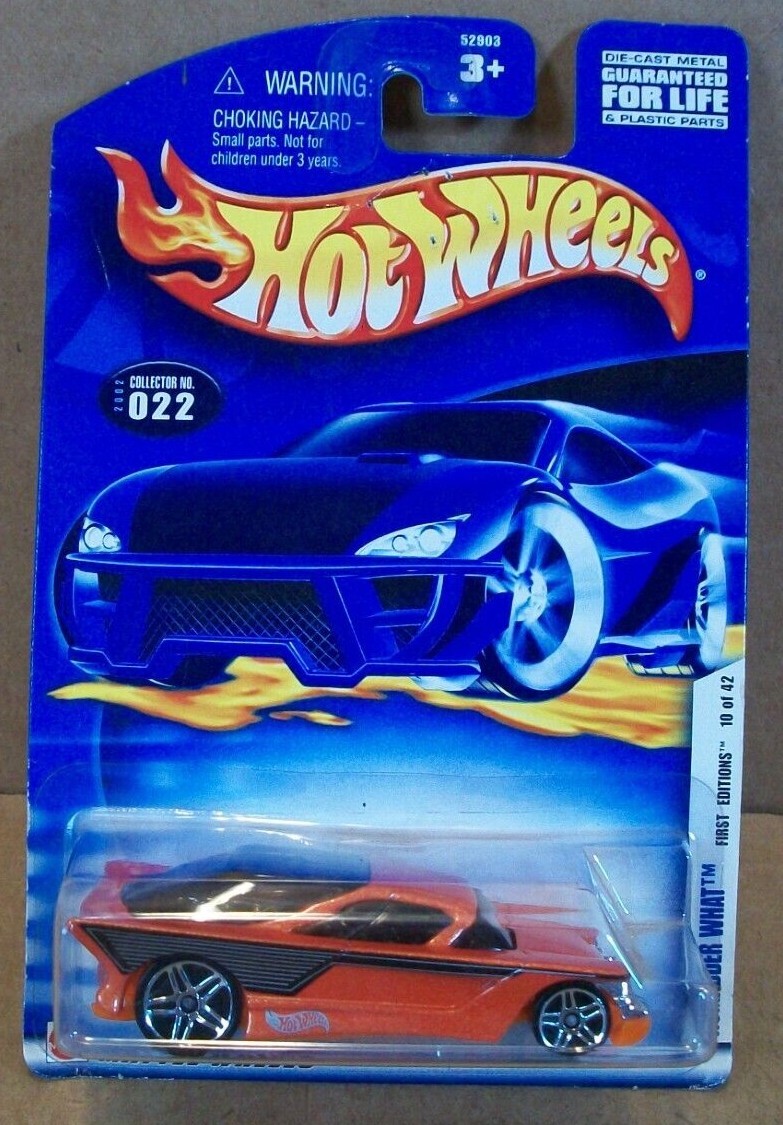 52903
3+
⚠ WARNING:
CHOKING HAZARD –
Small parts. Not for
children under 3 years.
DIE-CAST METAL
GUARANTEED
FOR LIFE
& PLASTIC PARTS
HOT WHEELS®
2002
COLLECTOR NO.
022
FIRST EDITIONS™ 10 of 42
WHAT™
HOT WHEELS